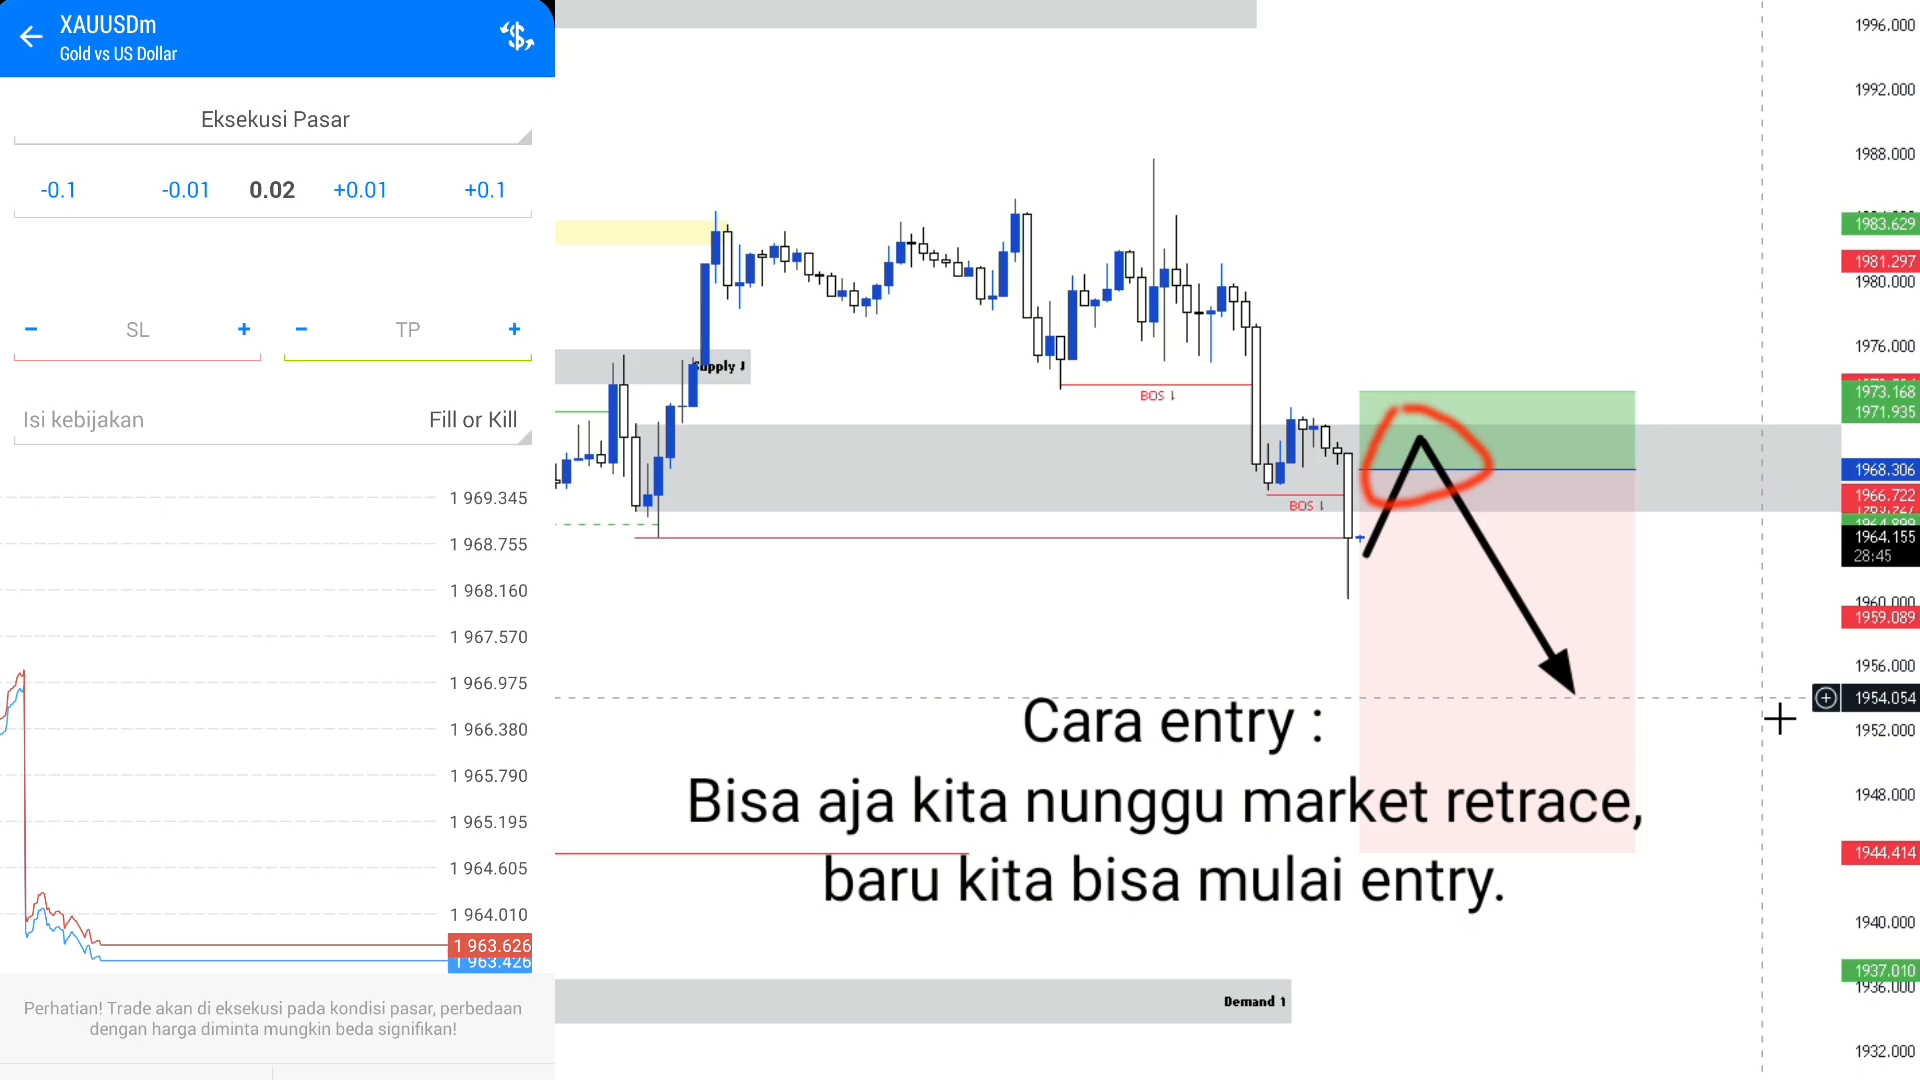 XAUUSDm
Gold vs US Dollar
Eksekusi Pasar
-0.1 -0.01 0.02 +0.01 +0.1
- SL + - TP +
Isi kebijakan Fill or Kill
1 969.345
1 968.755
1 968.160
1 967.570
1 966.975
1 966.380
1 965.790
1 965.195
1 964.605
1 964.010
1 963.626
1 963.426
Perhatian! Trade akan di eksekusi pada kondisi pasar, perbedaan
dengan harga diminta mungkin beda signifikan!
BOS ↓
BOS ↓
Cara entry :
Bisa aja kita nunggu market retrace,
baru kita bisa mulai entry.
Demand 1
1996.000
1992.000
1988.000
1983.629
1981.297
1980.000
1976.000
1973.168
1971.935
1968.306
1966.722
1964.155
28:45
1960.000
1959.089
1956.000
1954.054
1952.000
1948.000
1944.414
1940.000
1937.010
1936.000
1932.000